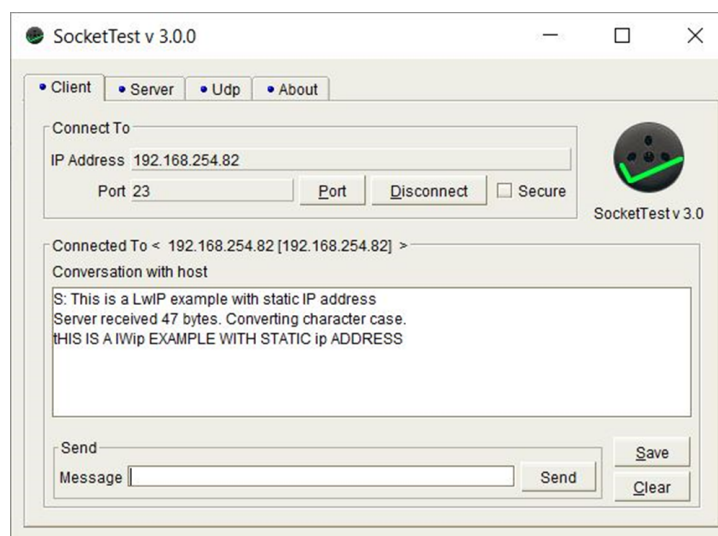 SocketTest v 3.0.0
Client
Server
Udp
About
Connect To
IP Address 192.168.254.82
Port 23 Port Disconnect Secure
SocketTest v 3.0
Connected To < 192.168.254.82 [192.168.254.82] >
Conversation with host
S: This is a LwIP example with static IP address
Server received 47 bytes. Converting character case.
tHIS IS A lWip EXAMPLE WITH STATIC ip ADDRESS
Send
Message Send
Save
Clear